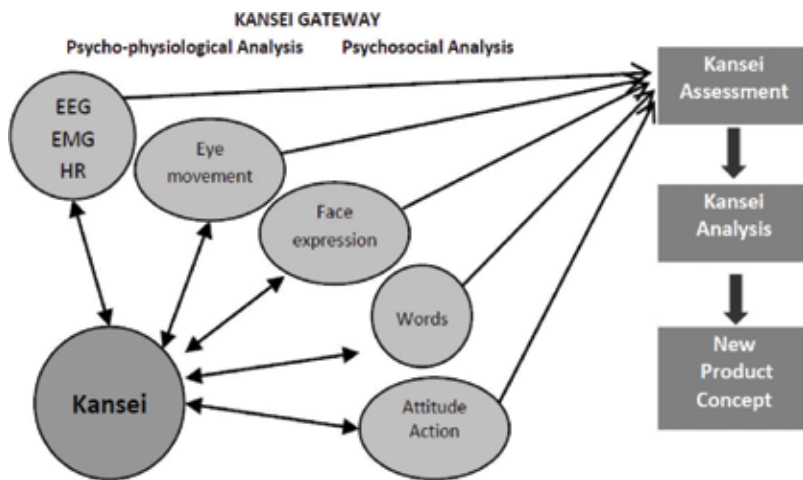 KANSEI GATEWAY
Psycho-physiological Analysis
Psychosocial Analysis
EEG
EMG
HR
Eye
movement
Face
expression
Words
Attitude
Action
Kansei
Kansei
Assessment
Kansei
Analysis
New
Product
Concept